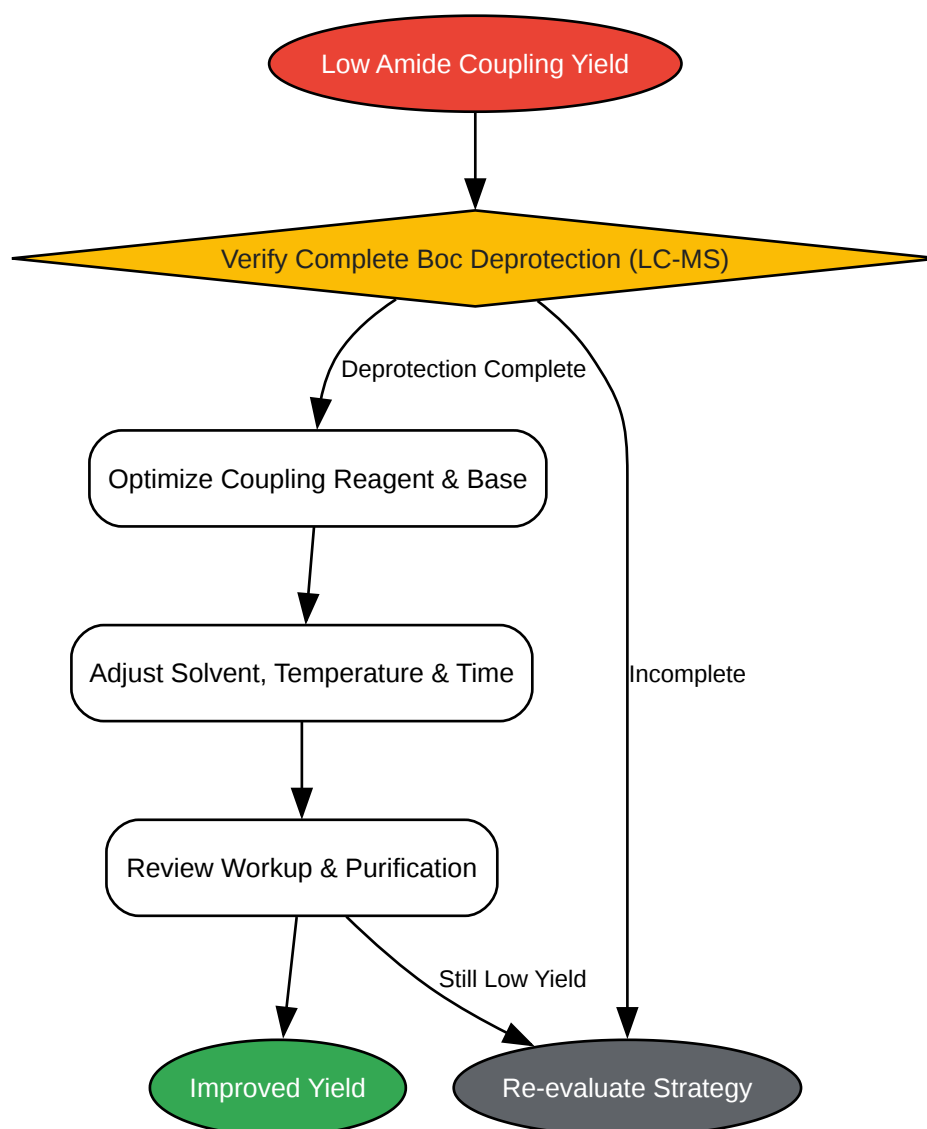 Low Amide Coupling Yield
Verify Complete Boc Deprotection (LC-MS)
Deprotection Complete
Optimize Coupling Reagent & Base
Adjust Solvent, Temperature & Time
Incomplete
Review Workup & Purification
Still Low Yield
Improved Yield
Re-evaluate Strategy